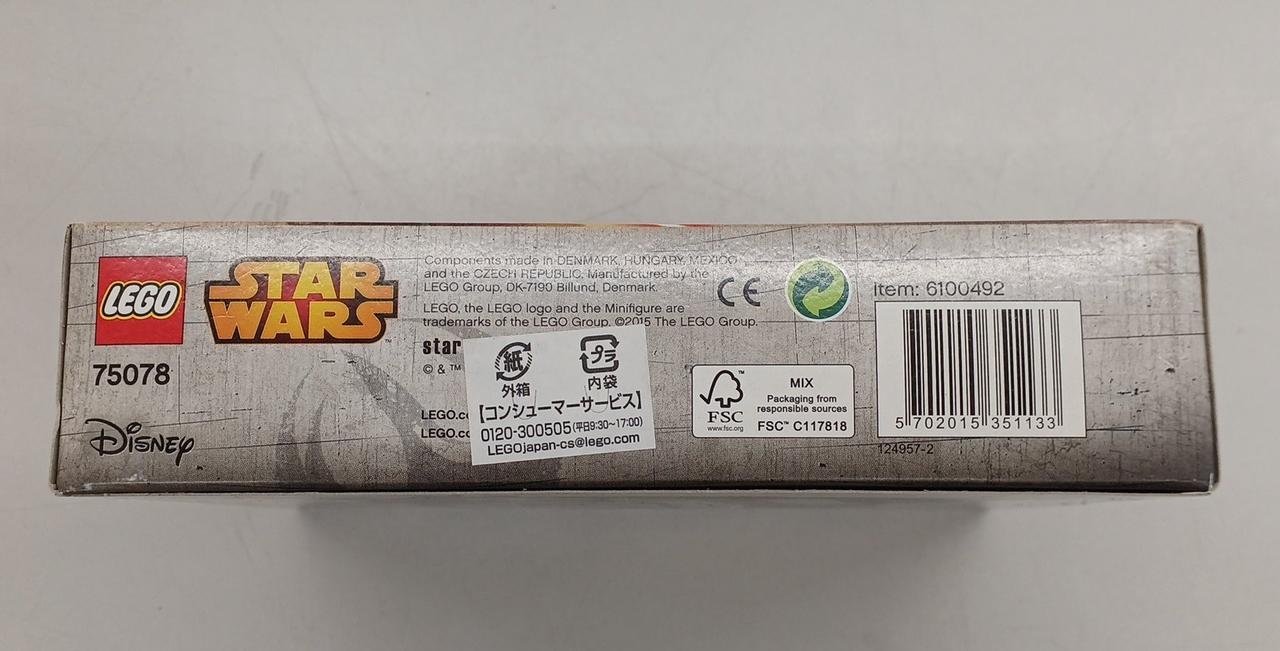 LEGO
STAR
WARS™
75078
Disney
Components made in DENMARK, HUNGARY, MEXICO
and the CZECH REPUBLIC. Manufactured by the
LEGO Group, DK-7190 Billund, Denmark.
LEGO, the LEGO logo and the Minifigure are
trademarks of the LEGO Group. ©2015 The LEGO Group.
star
© & ™
LEGO.c
LEGO.c
紙
外箱
プラ
内袋
【コンシューマーサービス】
0120-300505(平日9:30~17:00)
LEGOjapan-cs@lego.com
CE
FSC™
www.fsc.org
MIX
Packaging from
responsible sources
FSC™ C117818
Item: 6100492
5 702015 351133
124957-2